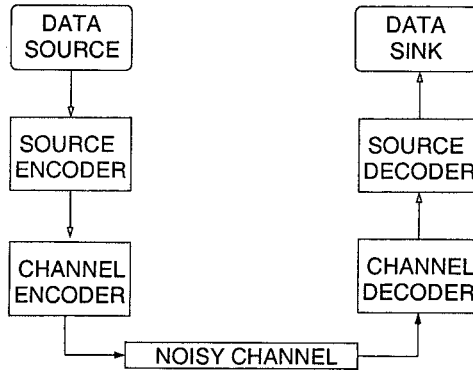 DATA
SOURCE
SOURCE
ENCODER
CHANNEL
ENCODER
NOISY CHANNEL
CHANNEL
DECODER
SOURCE
DECODER
DATA
SINK